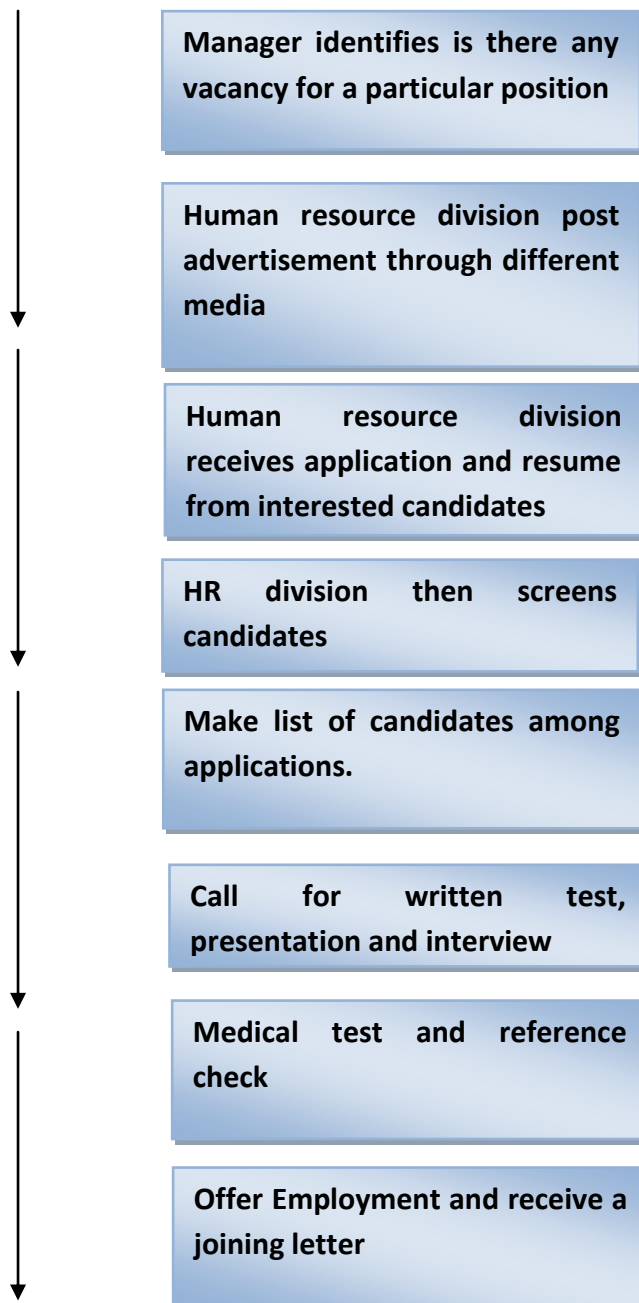 Manager identifies is there any
vacancy for a particular position
Human resource division post
advertisement through different
media
Human resource division
receives application and resume
from interested candidates
HR division then screens
candidates
Make list of candidates among
applications.
Call for written test,
presentation and interview
Medical test and reference
check
Offer Employment and receive a
joining letter